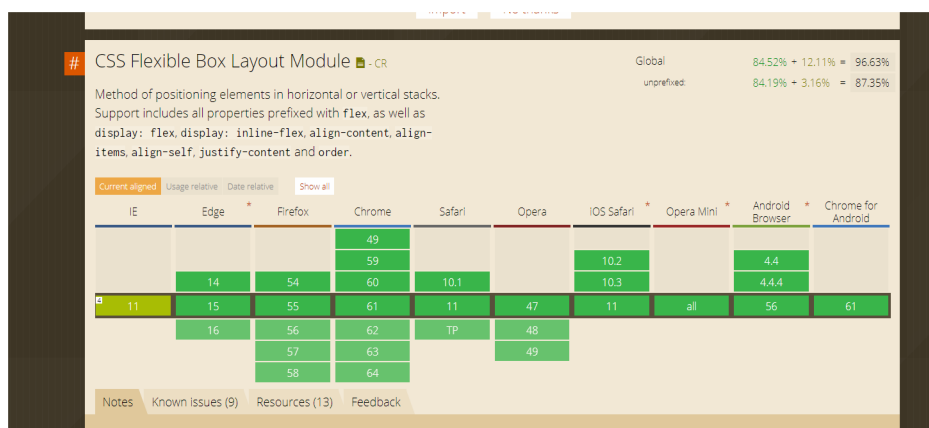 Import No thanks
# CSS Flexible Box Layout Module - CR
Global 84.52% + 12.11% = 96.63%
unprefixed: 84.19% + 3.16% = 87.35%
Method of positioning elements in horizontal or vertical stacks.
Support includes all properties prefixed with flex, as well as
display: flex, display: inline-flex, align-content, align-
items, align-self, justify-content and order.
Current aligned Usage relative Date relative Show all
IE Edge * Firefox Chrome Safari Opera iOS Safari * Opera Mini * Android Browser * Chrome for Android
49
59 10.2 4.4
14 54 60 10.1 10.3 4.4.4
4 11 15 55 61 11 47 11 all 56 61
16 56 62 TP 48
57 63 49
58 64
Notes Known issues (9) Resources (13) Feedback